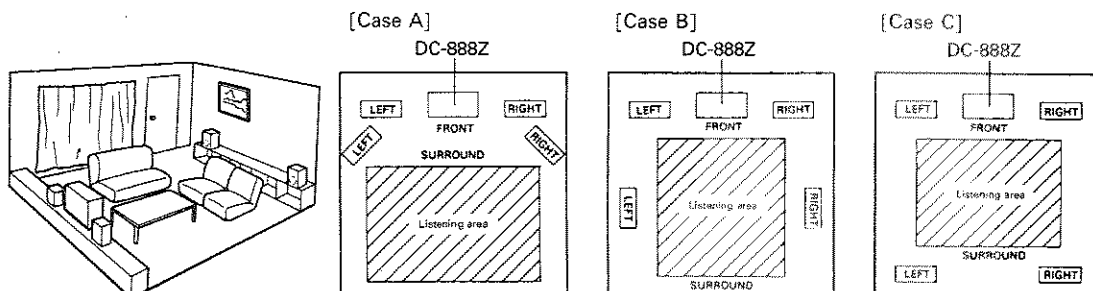 [Case A]
DC-888Z
LEFT
RIGHT
FRONT
LEFT
RIGHT
SURROUND
Listening area
[Case B]
DC-888Z
LEFT
RIGHT
FRONT
Listening area
LEFT
RIGHT
SURROUND
[Case C]
DC-888Z
LEFT
RIGHT
FRONT
Listening area
SURROUND
LEFT
RIGHT